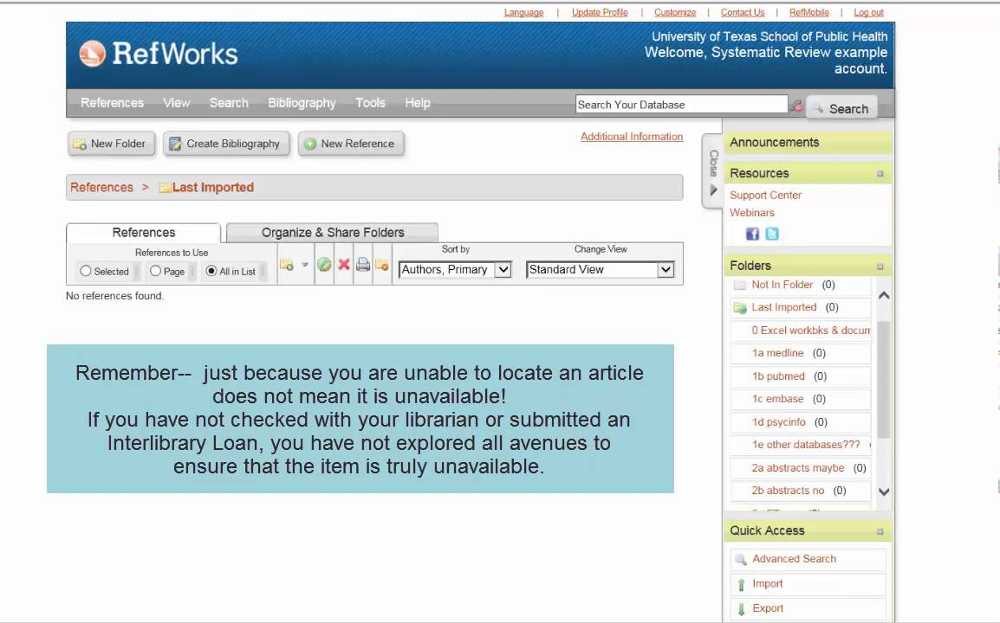 Language | Update Profile | Customize | Contact Us | RefMobile | Log out
RefWorks
University of Texas School of Public Health
Welcome, Systematic Review example
account.
References View Search Bibliography Tools Help
Search Your Database
Search
New Folder
Create Bibliography
New Reference
Additional Information
References > Last Imported
References
Organize & Share Folders
References to Use
Selected
Page
All in List
Sort by
Authors, Primary
Change View
Standard View
No references found.
Remember-- just because you are unable to locate an article
does not mean it is unavailable!
If you have not checked with your librarian or submitted an
Interlibrary Loan, you have not explored all avenues to
ensure that the item is truly unavailable.
Close
Announcements
Resources
Support Center
Webinars
Folders
Not In Folder (0)
Last Imported (0)
0 Excel workbks & docum
1a medline (0)
1b pubmed (0)
1c embase (0)
1d psycinfo (0)
1e other databases???
2a abstracts maybe (0)
2b abstracts no (0)
Quick Access
Advanced Search
Import
Export